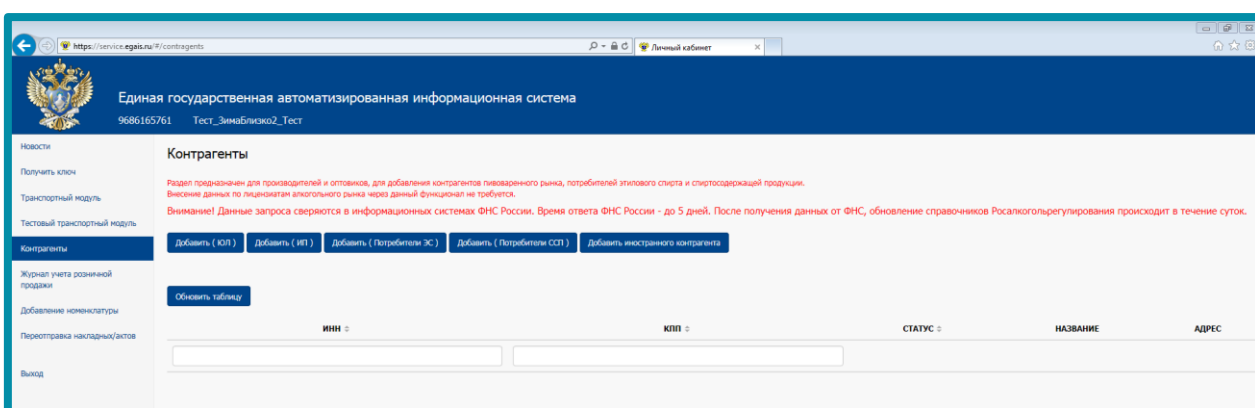 https://service.egais.ru/#/contragents
Личный кабинет
Единая государственная автоматизированная информационная система
9686165761 Тест_ЗимаБлизко2_Тест
Новости
Получить ключ
Транспортный модуль
Тестовый транспортный модуль
Контрагенты
Журнал учета розничной
продажи
Добавление номенклатуры
Переотправка накладных/актов
Выход
Контрагенты
Раздел предназначен для производителей и оптовиков, для добавления контрагентов пивоваренного рынка, потребителей этилового спирта и спиртосодержащей продукции.
Внесение данных по лицензиатам алкогольного рынка через данный функционал не требуется.
Внимание! Данные запроса сверяются в информационных системах ФНС России. Время ответа ФНС России - до 5 дней. После получения данных от ФНС, обновление справочников Росалкогольрегулирования происходит в течение суток.
Добавить ( ЮЛ ) Добавить ( ИП ) Добавить ( Потребители ЭС ) Добавить ( Потребители ССП ) Добавить иностранного контрагента
Обновить таблицу
ИНН КПП СТАТУС НАЗВАНИЕ АДРЕС